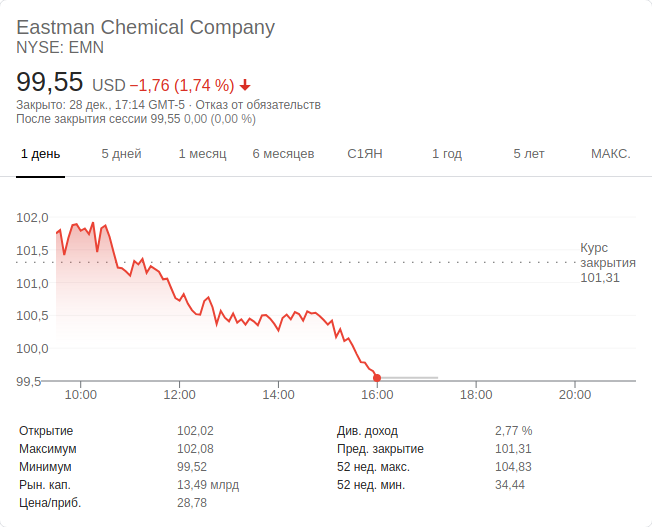 Eastman Chemical Company
NYSE: EMN
99,55 USD −1,76 (1,74 %)
Закрыто: 28 дек., 17:14 GMT-5 · Отказ от обязательств
После закрытия сессии 99,55 0,00 (0,00 %)
1 день 5 дней 1 месяц 6 месяцев С1ЯН 1 год 5 лет МАКС.
102,0
101,5
101,0
100,5
100,0
99,5
Курс
закрытия
101,31
10:00 12:00 14:00 16:00 18:00 20:00
Открытие 102,02 Див. доход 2,77 %
Максимум 102,08 Пред. закрытие 101,31
Минимум 99,52 52 нед. макс. 104,83
Рын. кап. 13,49 млрд 52 нед. мин. 34,44
Цена/приб. 28,78